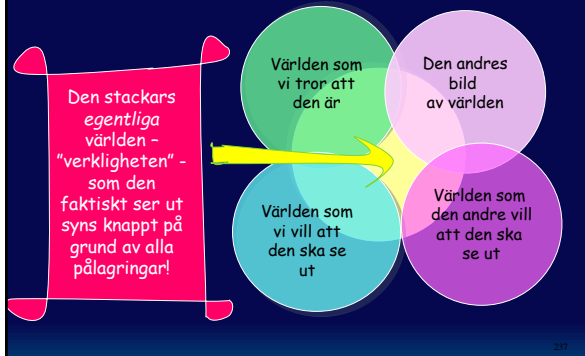 Den stackars
egentliga
världen –
"verkligheten" -
som den
faktiskt ser ut
syns knappt på
grund av alla
pålagringar!
Världen som
vi tror att
den är
Den andres
bild
av världen
Världen som
vi vill att
den ska se
ut
Världen som
den andre vill
att den ska
se ut
237